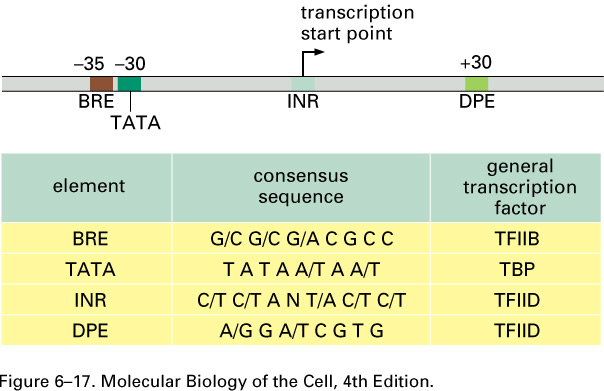 transcription
start point
–35 –30 +30
BRE INR DPE
TATA
element consensus sequence general transcription factor
BRE G/C G/C G/A C G C C TFIIB
TATA T A T A A/T A A/T TBP
INR C/T C/T A N T/A C/T C/T TFIID
DPE A/G G A/T C G T G TFIID
Figure 6–17. Molecular Biology of the Cell, 4th Edition.